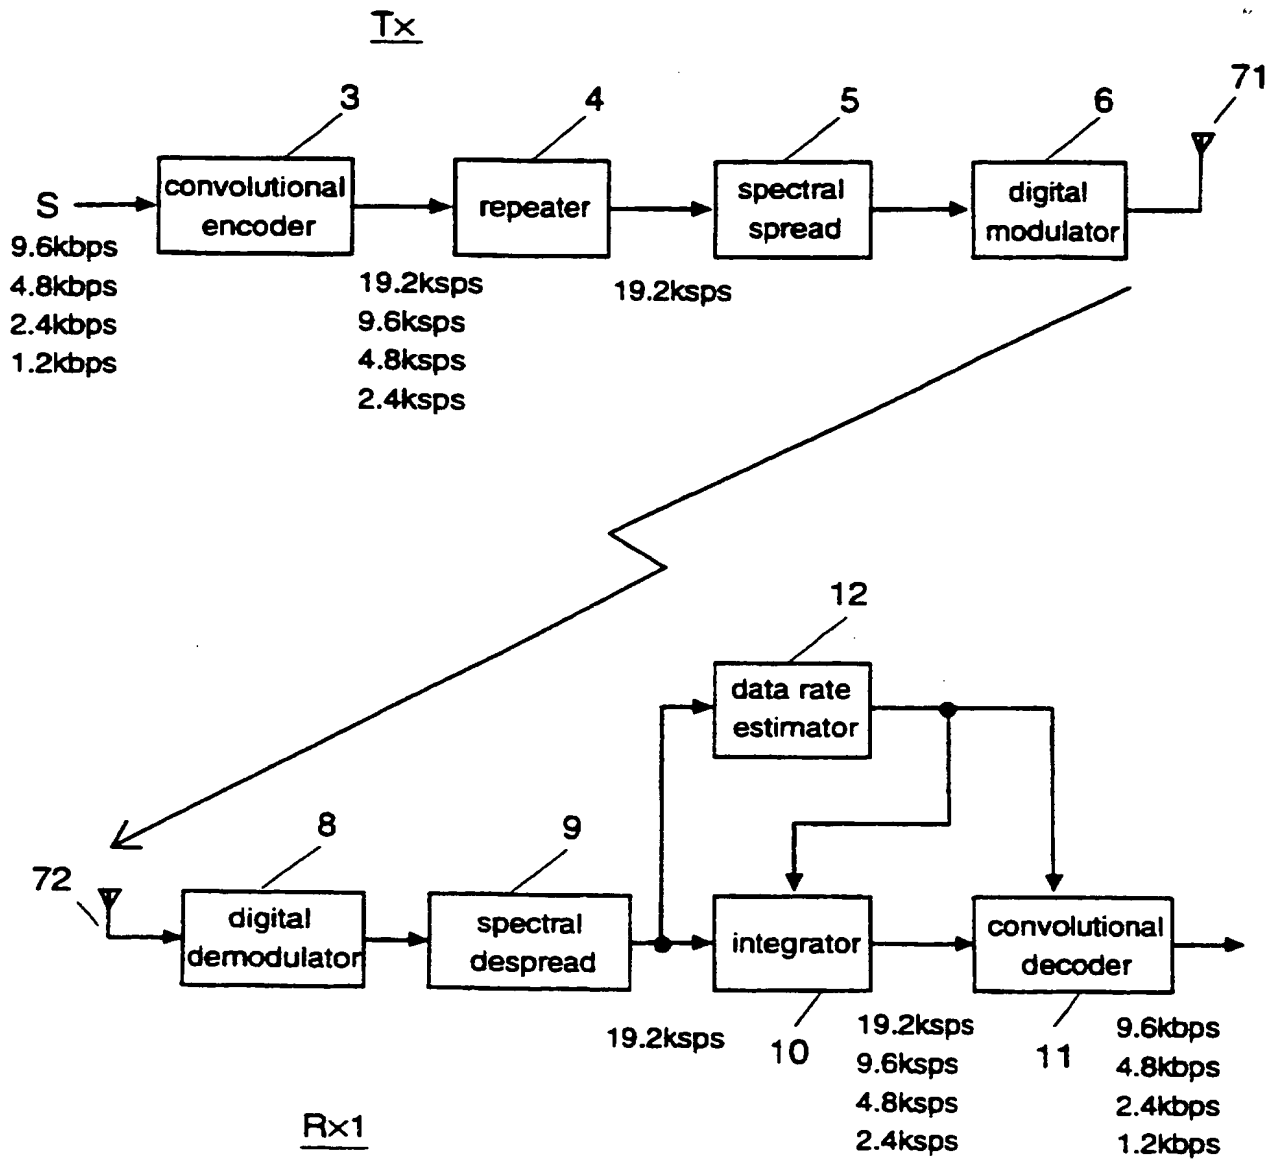 Tx
3
4
5
6
71
S
convolutional
encoder
repeater
spectral
spread
digital
modulator
9.6kbps
4.8kbps
2.4kbps
1.2kbps
19.2ksps
9.6ksps
4.8ksps
2.4ksps
19.2ksps
12
data rate
estimator
72
8
9
digital
demodulator
spectral
despread
integrator
convolutional
decoder
19.2ksps
10
19.2ksps
9.6ksps
4.8ksps
2.4ksps
11
9.6kbps
4.8kbps
2.4kbps
1.2kbps
Rx1